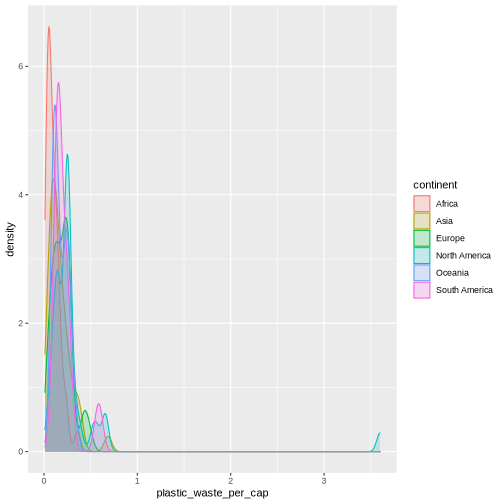 density
6
4
2
0
0
1
2
3
plastic_waste_per_cap
continent
Africa
Asia
Europe
North America
Oceania
South America